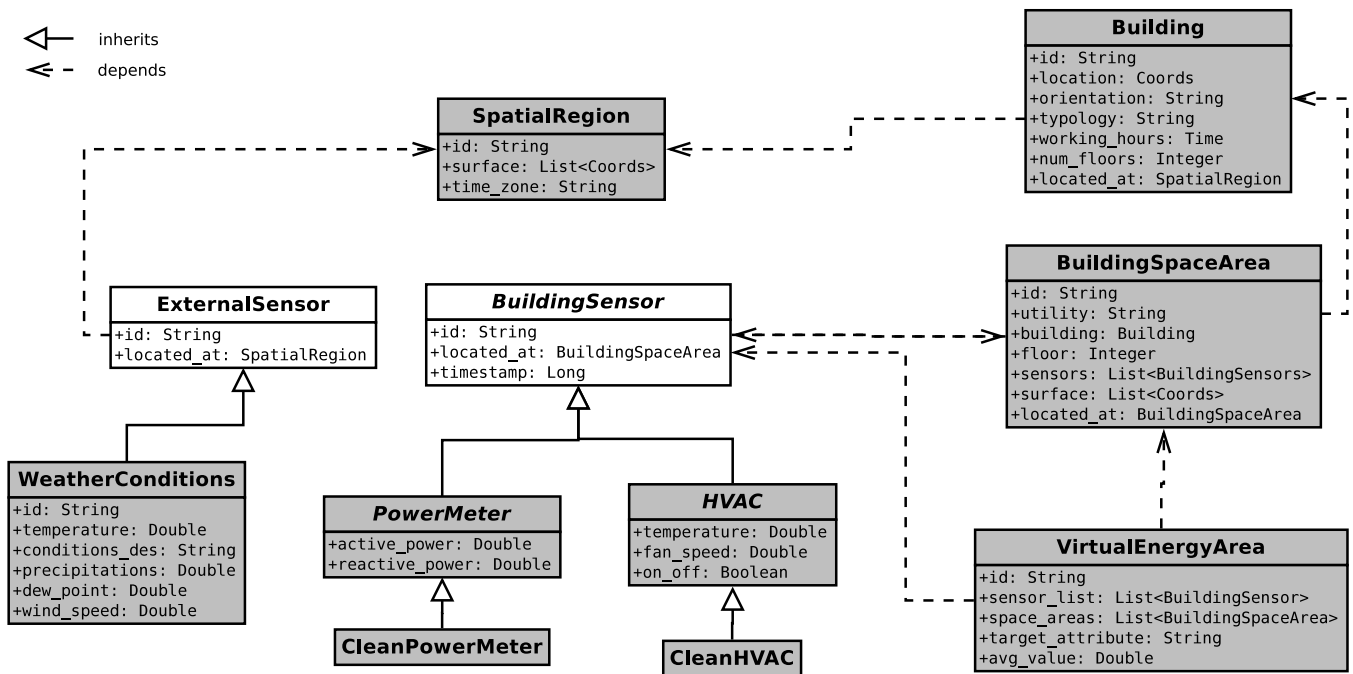 inherits
depends
Building
+id: String
+location: Coords
+orientation: String
+typology: String
+working_hours: Time
+num_floors: Integer
+located_at: SpatialRegion
SpatialRegion
+id: String
+surface: List<Coords>
+time_zone: String
ExternalSensor
+id: String
+located_at: SpatialRegion
BuildingSensor
+id: String
+located_at: BuildingSpaceArea
+timestamp: Long
BuildingSpaceArea
+id: String
+utility: String
+building: Building
+floor: Integer
+sensors: List<BuildingSensors>
+surface: List<Coords>
+located_at: BuildingSpaceArea
WeatherConditions
+id: String
+temperature: Double
+conditions_des: String
+precipitations: Double
+dew_point: Double
+wind_speed: Double
PowerMeter
+active_power: Double
+reactive_power: Double
HVAC
+temperature: Double
+fan_speed: Double
+on_off: Boolean
VirtualEnergyArea
+id: String
+sensor_list: List<BuildingSensor>
+space_areas: List<BuildingSpaceArea>
+target_attribute: String
+avg_value: Double
CleanPowerMeter
CleanHVAC